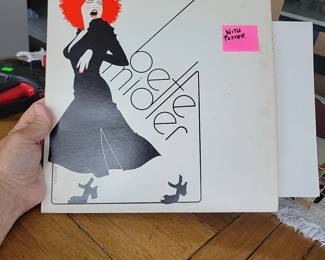 WITH
POSTER
bette
midler